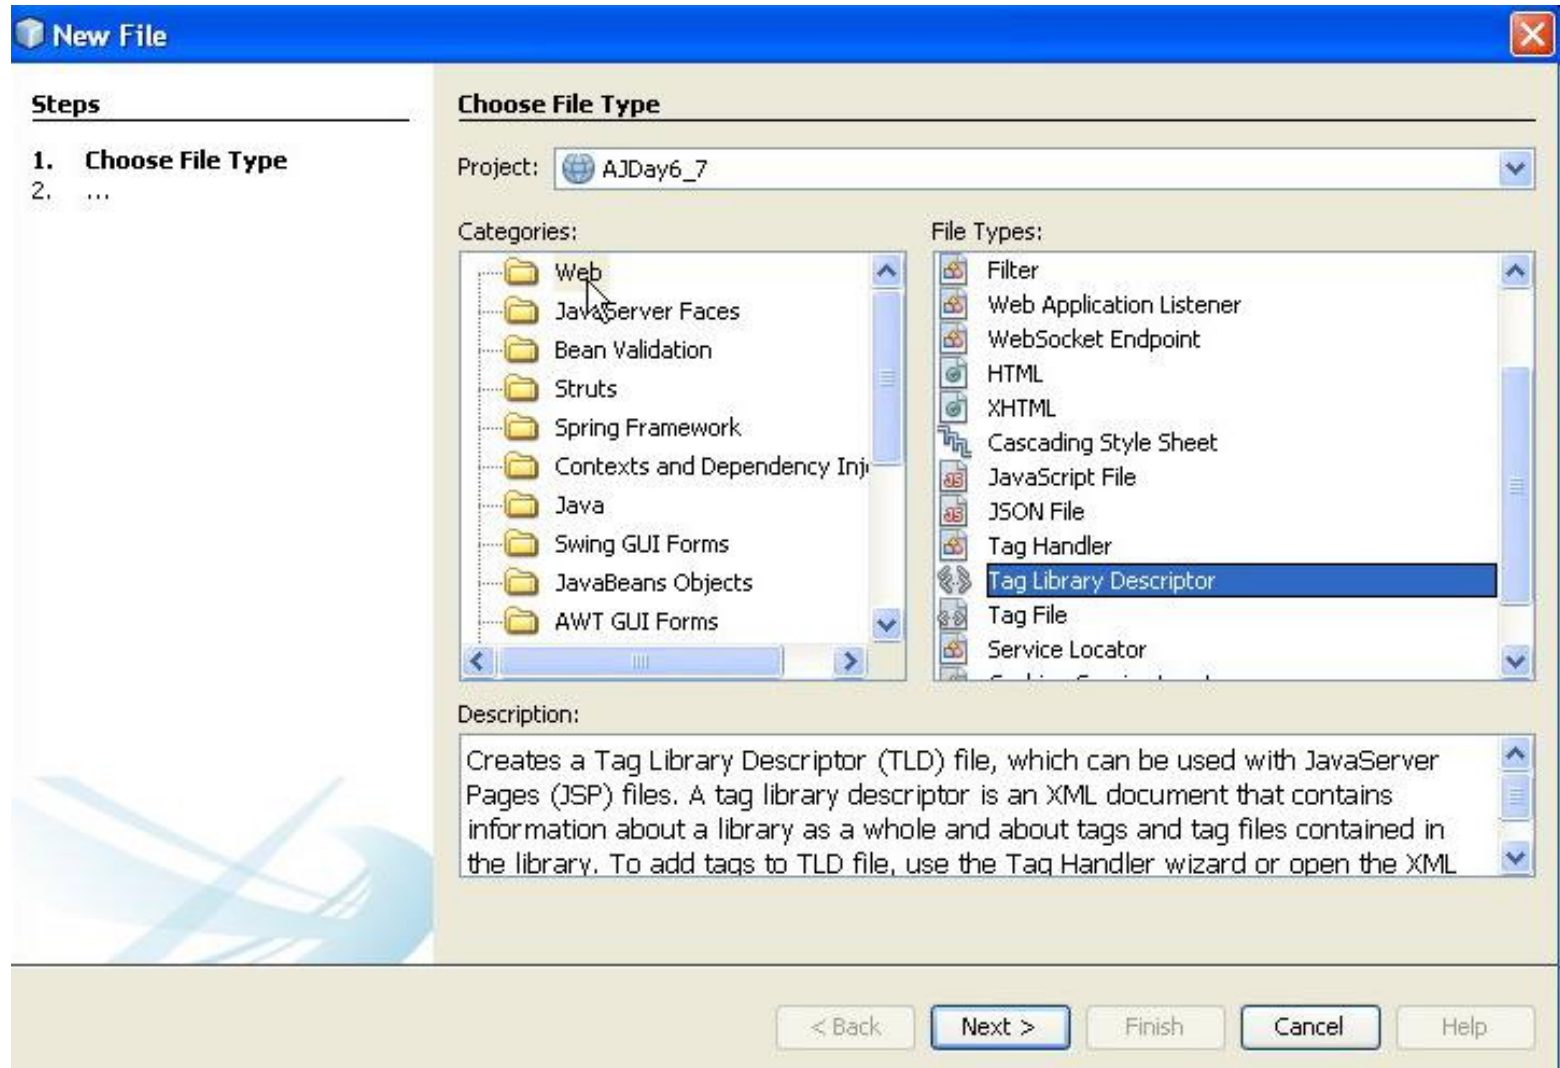 New File
Steps
1. Choose File Type
2. ...
Choose File Type
Project: AJDay6_7
Categories:
Web
JavaServer Faces
Bean Validation
Struts
Spring Framework
Contexts and Dependency Inj
Java
Swing GUI Forms
JavaBeans Objects
AWT GUI Forms
File Types:
Filter
Web Application Listener
WebSocket Endpoint
HTML
XHTML
Cascading Style Sheet
JavaScript File
JSON File
Tag Handler
Tag Library Descriptor
Tag File
Service Locator
Description:
Creates a Tag Library Descriptor (TLD) file, which can be used with JavaServer
Pages (JSP) files. A tag library descriptor is an XML document that contains
information about a library as a whole and about tags and tag files contained in
the library. To add tags to TLD file, use the Tag Handler wizard or open the XML
< Back Next > Finish Cancel Help